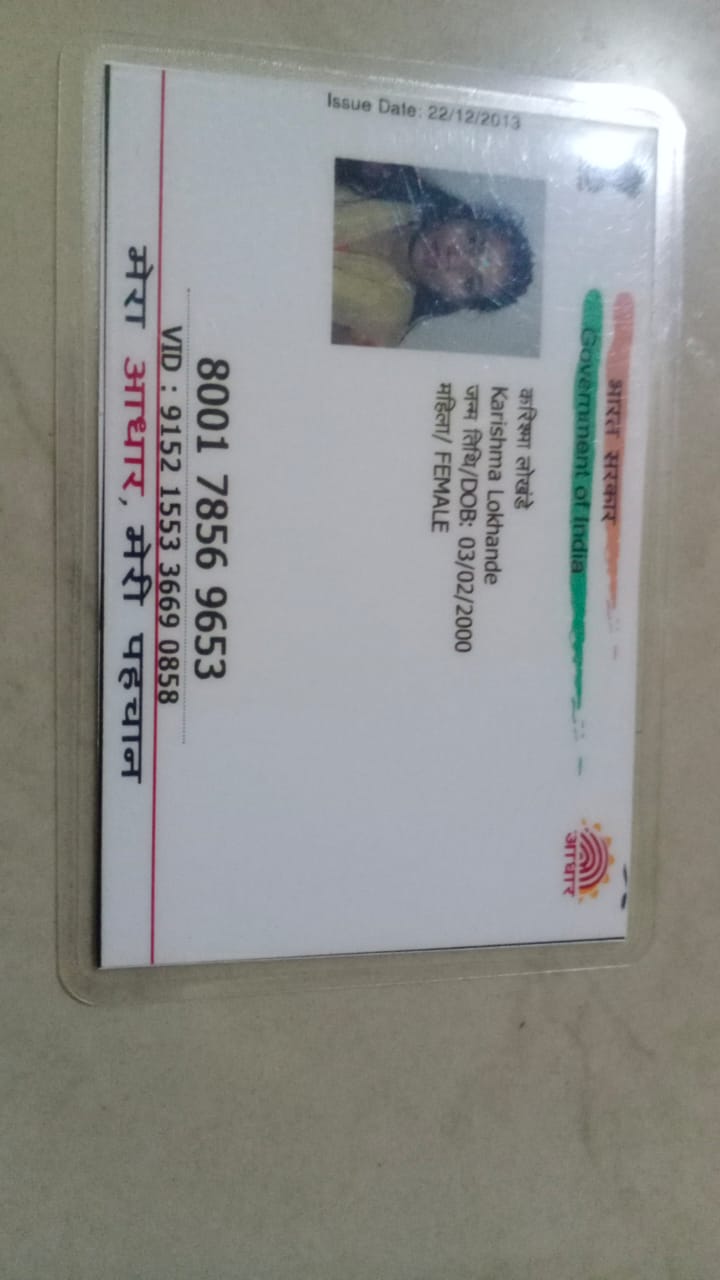 भारत सरकार
Government of India
Issue Date: 22/12/2013
करिश्मा लोखंडे
Karishma Lokhande
जन्म तिथि/DOB: 03/02/2000
महिला/ FEMALE
आधार
8001 7856 9653
VID : 9152 1553 3669 0858
मेरा आधार, मेरी पहचान